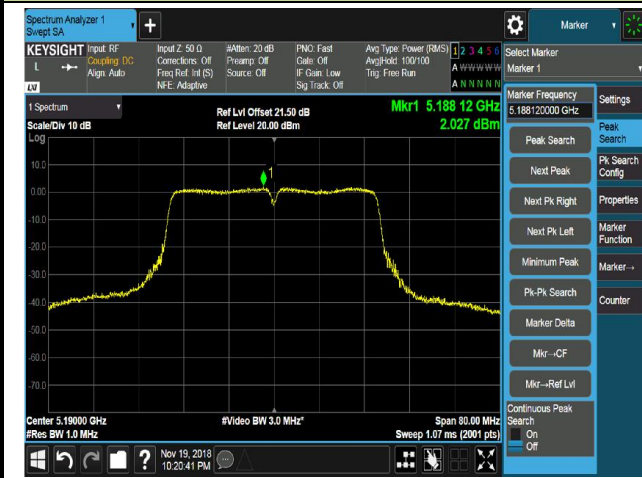 Spectrum Analyzer 1
Swept SA
+
Marker
KEYSIGHT
L
LXI
Input: RF
Coupling: DC
Align: Auto
Input Z: 50 Ω
Corrections: Off
Freq Ref: Int (S)
NFE: Adaptive
#Atten: 20 dB
Preamp: Off
Source: Off
PNO: Fast
Gate: Off
IF Gain: Low
Sig Track: Off
Avg Type: Power (RMS)
Avg|Hold: 100/100
Trig: Free Run
1 2 3 4 5 6
A W W W W W
A N N N N N
Select Marker
Marker 1
1 Spectrum
Scale/Div 10 dB
Log
Ref Lvl Offset 21.50 dB
Ref Level 20.00 dBm
Mkr1 5.188 12 GHz
2.027 dBm
10.0
0.00
-10.0
-20.0
-30.0
-40.0
-50.0
-60.0
-70.0
1
Center 5.19000 GHz
#Res BW 1.0 MHz
#Video BW 3.0 MHz*
Span 80.00 MHz
Sweep 1.07 ms (2001 pts)
Marker Frequency
5.188120000 GHz
Peak Search
Next Peak
Next Pk Right
Next Pk Left
Minimum Peak
Pk-Pk Search
Marker Delta
Mkr→CF
Mkr→Ref Lvl
Continuous Peak
Search
On
Off
Settings
Peak
Search
Pk Search
Config
Properties
Marker
Function
Marker→
Counter
?
Nov 19, 2018
10:20:41 PM